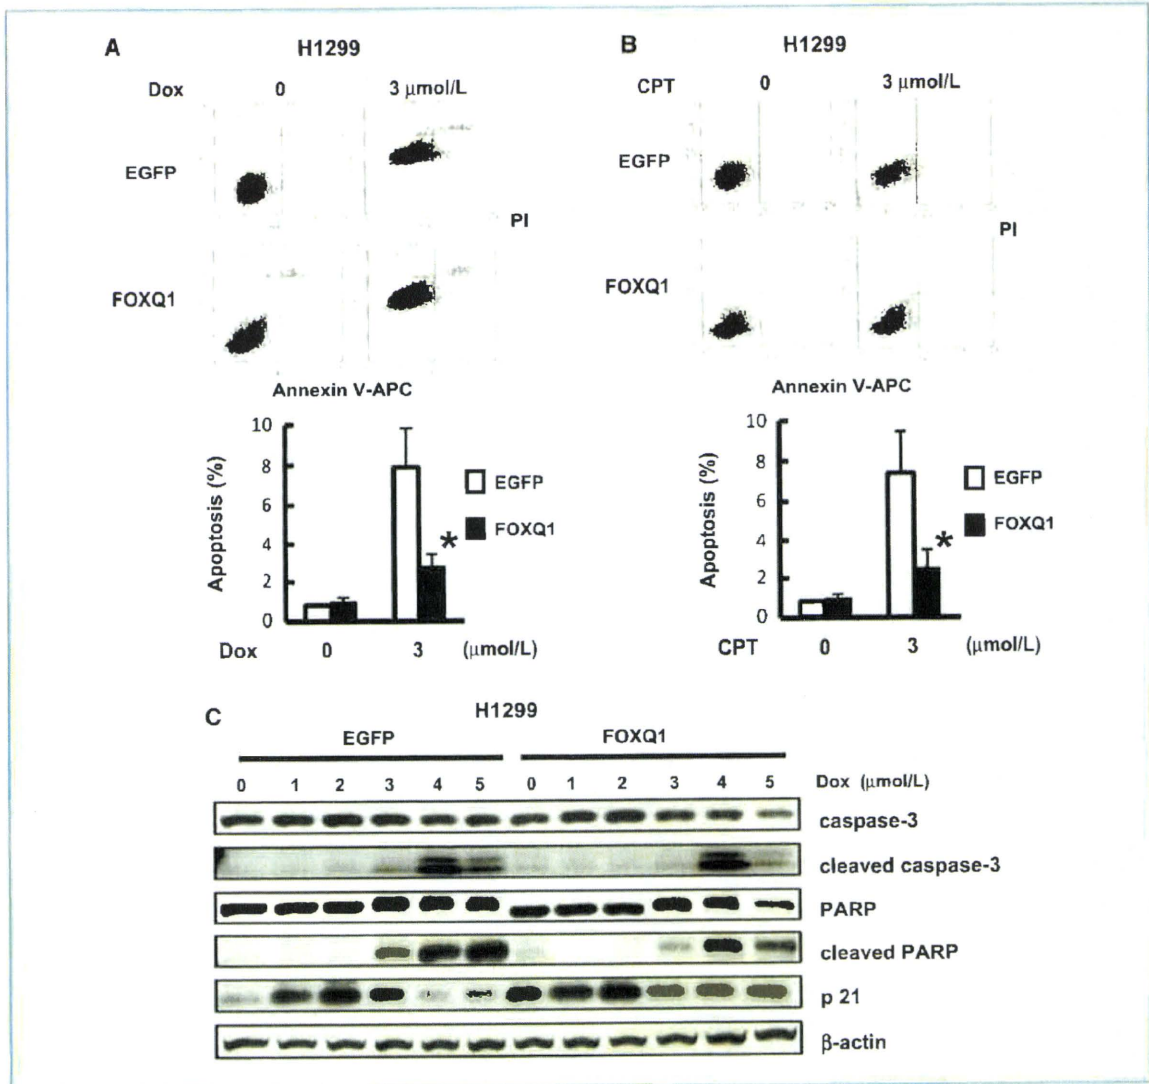 A
H1299
Dox 0 3 μmol/L
EGFP
PI
FOXQ1
Annexin V-APC
10
8
6
4
2
0
Apoptosis (%)
EGFP
FOXQ1
*
Dox 0 3 (μmol/L)
B
H1299
CPT 0 3 μmol/L
EGFP
PI
FOXQ1
Annexin V-APC
10
8
6
4
2
0
Apoptosis (%)
EGFP
FOXQ1
*
CPT 0 3 (μmol/L)
C
H1299
EGFP FOXQ1
0 1 2 3 4 5 0 1 2 3 4 5 Dox (μmol/L)
caspase-3
cleaved caspase-3
PARP
cleaved PARP
p 21
β-actin